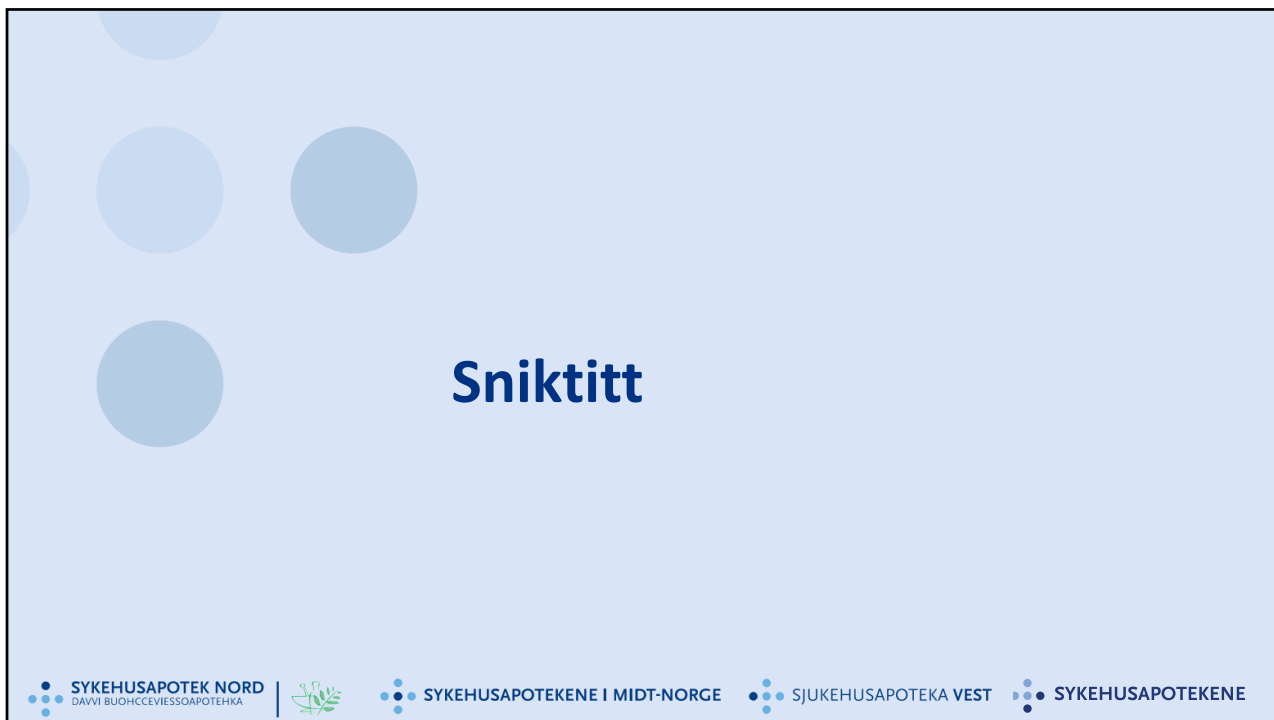 Sniktitt
SYKEHUSAPOTEK NORD
DAVVI BUOHCCEVIESSOAPOTEHKA
SYKEHUSAPOTEKENE I MIDT-NORGE
SJUKEHUSAPOTEKA VEST
SYKEHUSAPOTEKENE